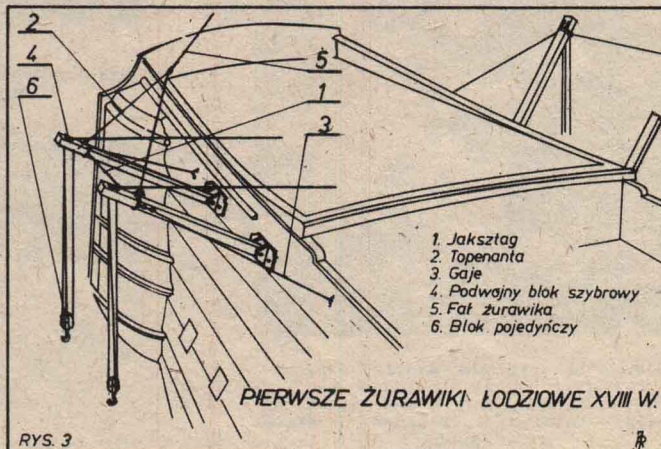 2
4
6
5
1
3
1. Jaksztag
2. Topenanta
3. Gaje
4. Podwojny blok szybrowy
5. Fał żurawika
6. Blok pojedyńczy
PIERWSZE ŻURAWIKI ŁODZIOWE XVIII W.
RYS. 3